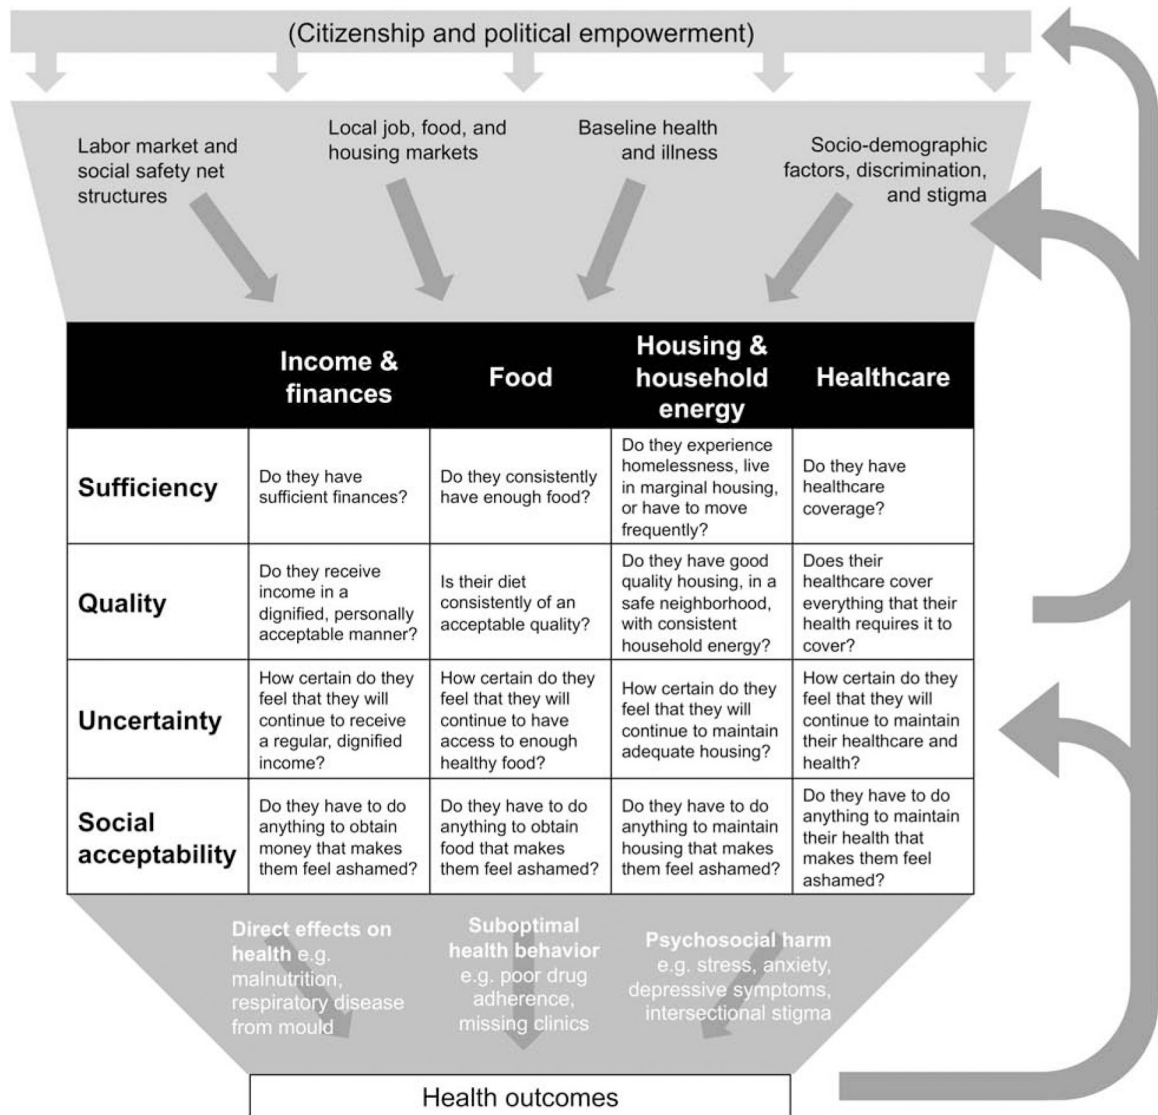 (Citizenship and political empowerment)
Labor market and
social safety net
structures
Local job, food, and
housing markets
Baseline health
and illness
Socio-demographic
factors, discrimination,
and stigma
Income &
finances
Food
Housing &
household
energy
Healthcare
Sufficiency
Do they have
sufficient finances?
Do they consistently
have enough food?
Do they experience
homelessness, live
in marginal housing,
or have to move
frequently?
Do they have
healthcare
coverage?
Quality
Do they receive
income in a
dignified, personally
acceptable manner?
Is their diet
consistently of an
acceptable quality?
Do they have good
quality housing, in a
safe neighborhood,
with consistent
household energy?
Does their
healthcare cover
everything that their
health requires it to
cover?
Uncertainty
How certain do they
feel that they will
continue to receive
a regular, dignified
income?
How certain do they
feel that they will
continue to have
access to enough
healthy food?
How certain do they
feel that they will
continue to maintain
adequate housing?
How certain do they
feel that they will
continue to maintain
their healthcare and
health?
Social
acceptability
Do they have to do
anything to obtain
money that makes
them feel ashamed?
Do they have to do
anything to obtain
food that makes
them feel ashamed?
Do they have to do
anything to maintain
housing that makes
them feel ashamed?
Do they have to do
anything to maintain
their health that
makes them feel
ashamed?
Direct effects on
health e.g.
malnutrition,
respiratory disease
from mould
Suboptimal
health behavior
e.g. poor drug
adherence,
missing clinics
Psychosocial harm
e.g. stress, anxiety,
depressive symptoms,
intersectional stigma
Health outcomes